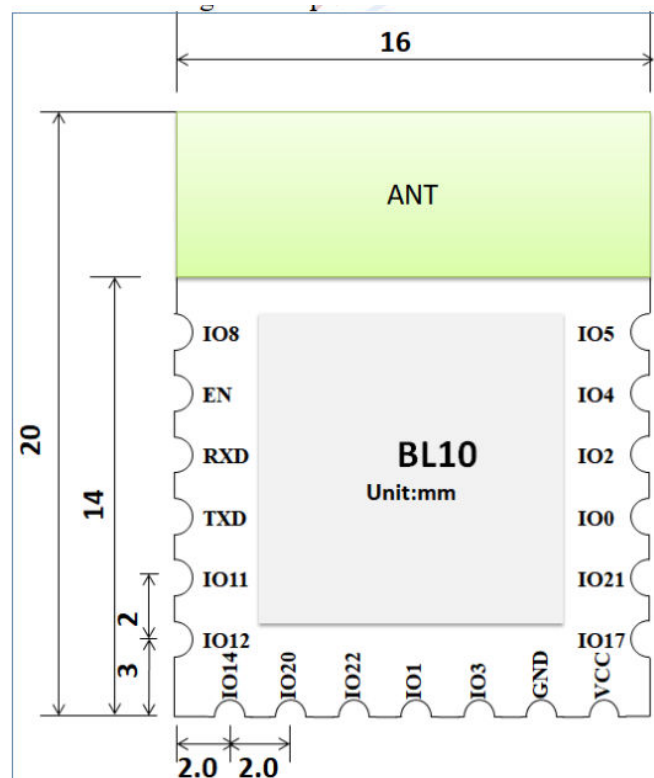 16
ANT
20
14
IO8
IO5
EN
IO4
RXD
BL10
IO2
Unit:mm
TXD
IO0
IO11
IO21
2
IO12
IO17
3
IO14
IO20
IO22
IO1
IO3
GND
VCC
2.0
2.0